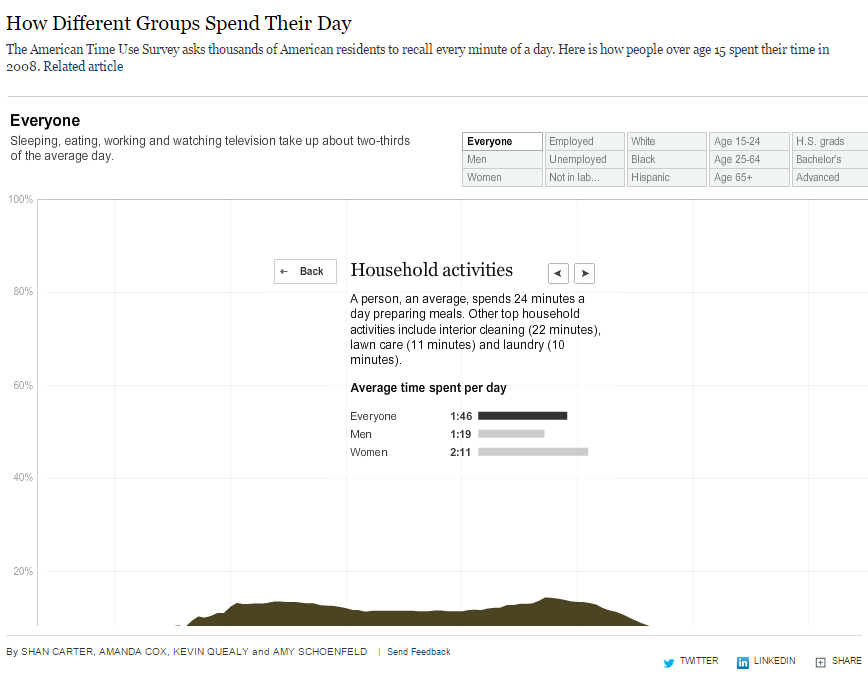 How Different Groups Spend Their Day
The American Time Use Survey asks thousands of American residents to recall every minute of a day. Here is how people over age 15 spent their time in
2008. Related article
Everyone
Sleeping, eating, working and watching television take up about two-thirds
of the average day.
Everyone Employed White Age 15-24 H.S. grads
Men Unemployed Black Age 25-64 Bachelor's
Women Not in lab... Hispanic Age 65+ Advanced
100%
← Back Household activities ◄ ➤
80%
A person, an average, spends 24 minutes a
day preparing meals. Other top household
activities include interior cleaning (22 minutes),
lawn care (11 minutes) and laundry (10
minutes).
60%
Average time spent per day
Everyone 1:46
Men 1:19
Women 2:11
40%
20%
By SHAN CARTER, AMANDA COX, KEVIN QUEALY and AMY SCHOENFELD | Send Feedback
TWITTER in LINKEDIN + SHARE